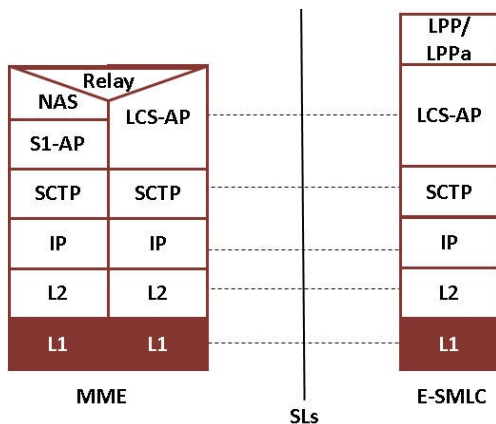 LPP/
LPPa
Relay
NAS
LCS-AP
LCS-AP
S1-AP
SCTP
SCTP
SCTP
IP
IP
IP
L2
L2
L2
L1
L1
L1
MME
E-SMLC
SLs